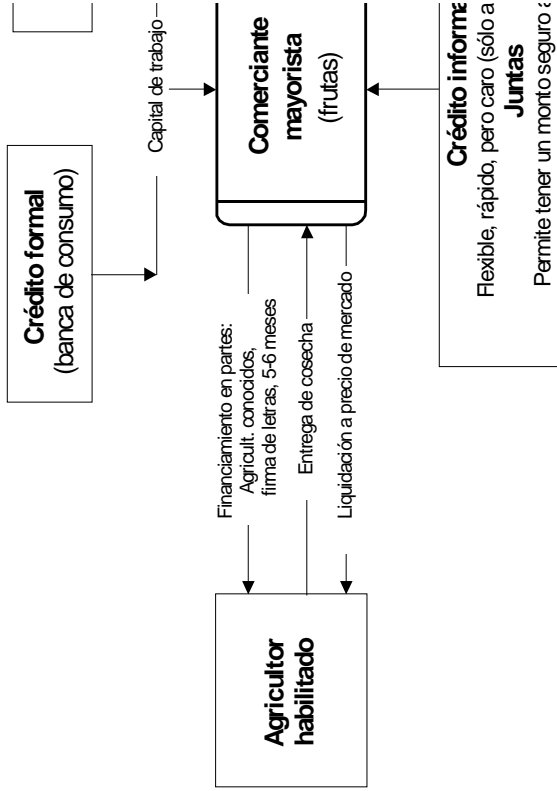 Crédito formal
(banca de consumo)
Capital de trabajo
Comerciante
mayorista
(frutas)
Crédito
Flexible, rápido, pero caro (sólo
Juntas
Permite tener un monto seguro
Financiamiento en partes:
Agricult. conocidos,
firma de letras, 5-6 meses
Entrega de cosecha
Liquidación a precio de mercado
Agricultor
habilitado